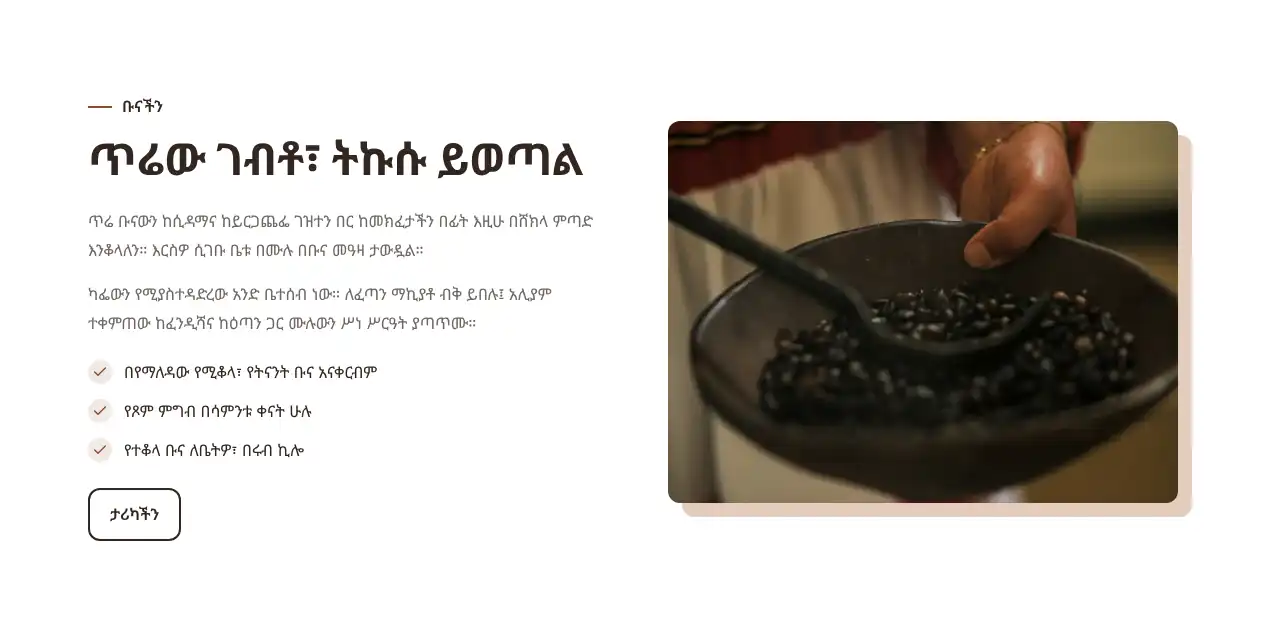 ቡናችን
ጥሬው ገብቶ፣ ትኩሱ ይወጣል
ጥሬ ቡናውን ከሲዳማና ከይርጋጨፌ ገዝተን በር ከመክፈታችን በፊት እዚሁ በሸክላ ምጣድ
እንቆላለን። እርስዎ ሲገቡ ቤቱ በሙሉ በቡና መዓዛ ታውዷል።
ካፌውን የሚያስተዳድረው አንድ ቤተሰብ ነው። ለፈጣን ማኪያቶ ብቅ ይበሉ፤ አሊያም
ተቀምጠው ከፈንዲሻና ከዕጣን ጋር ሙሉውን ሥነ ሥርዓት ያጣጥሙ።
በየማለዳው የሚቆላ፣ የትናንት ቡና አናቀርብም
የጾም ምግብ በሳምንቱ ቀናት ሁሉ
የተቆላ ቡና ለቤትዎ፣ በሩብ ኪሎ
ታሪካችን